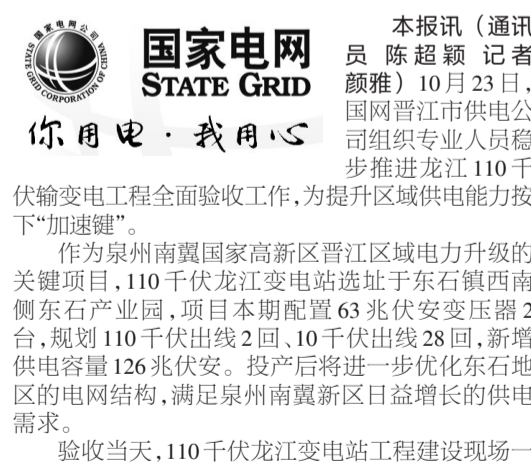 国家电网公司
STATE GRID CORPORATION OF CHINA
国家电网
STATE GRID
你用电·我用心
本报讯（通讯
员 陈超颖 记者
颜雅）10月23日，
国网晋江市供电公
司组织专业人员稳
步推进龙江110千
伏输变电工程全面验收工作，为提升区域供电能力按
下“加速键”。
作为泉州南翼国家高新区晋江区域电力升级的
关键项目，110千伏龙江变电站选址于东石镇西南
侧东石产业园，项目本期配置63兆伏安变压器2
台，规划110千伏出线2回、10千伏出线28回，新增
供电容量126兆伏安。投产后将进一步优化东石地
区的电网结构，满足泉州南翼新区日益增长的供电
需求。
验收当天，110千伏龙江变电站工程建设现场一